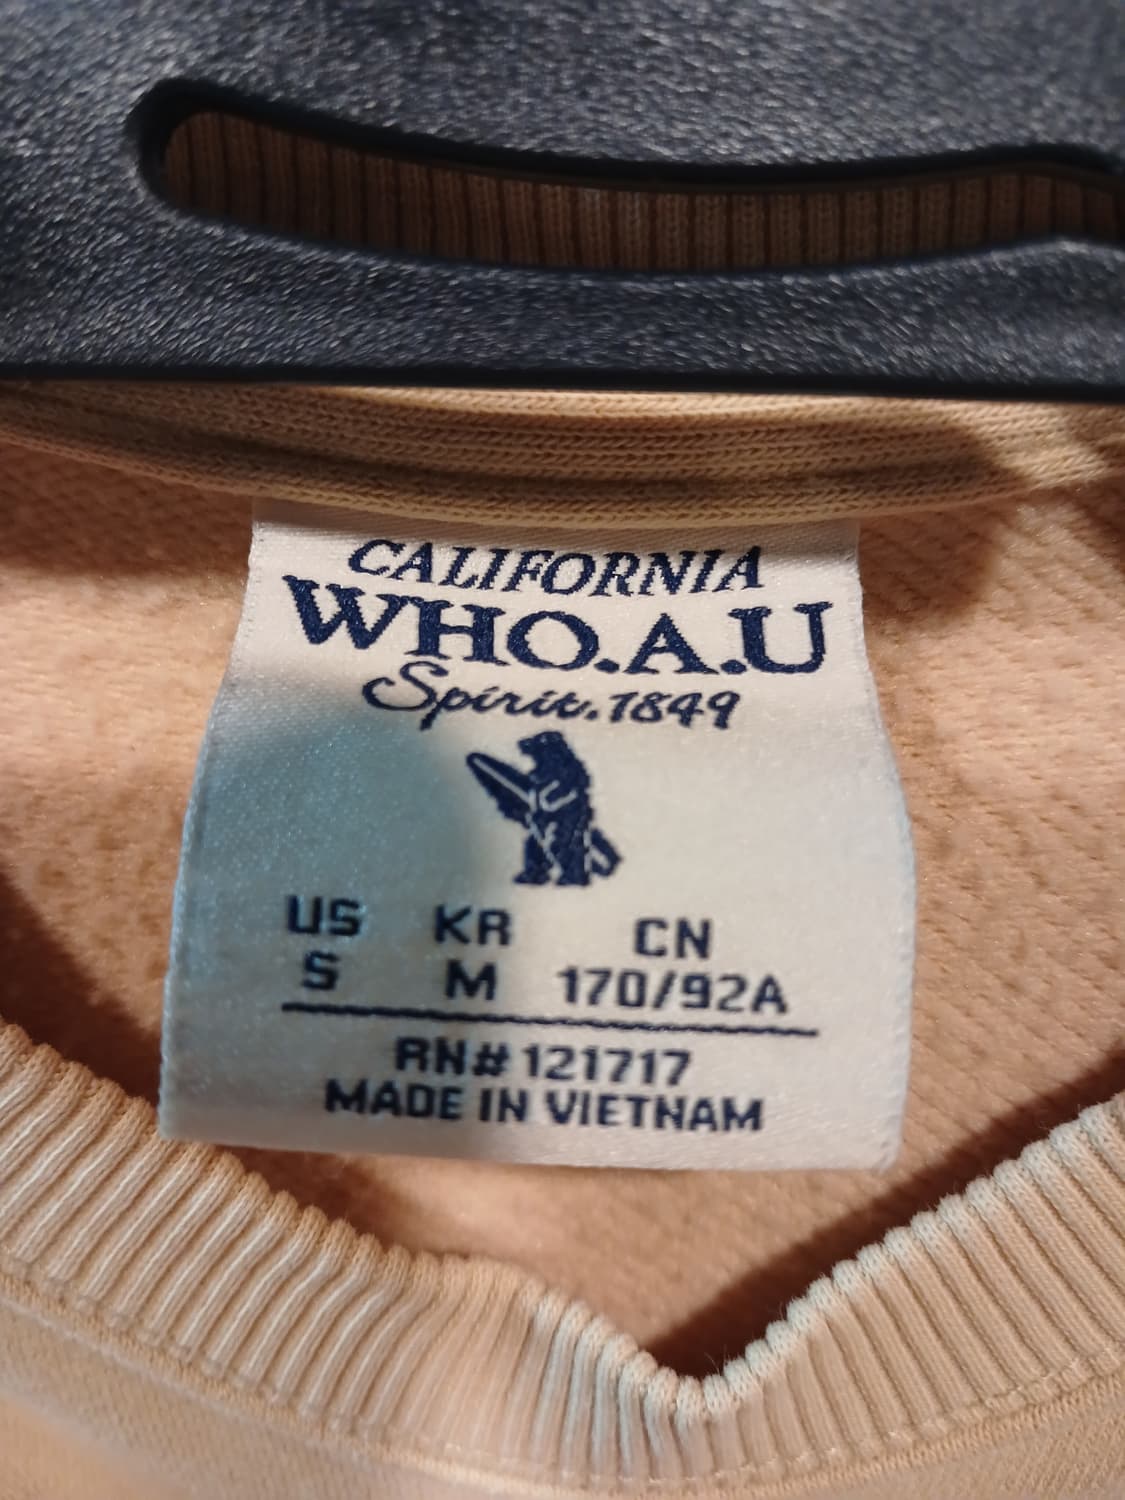 CALIFORNIA
WHO.A.U
Spirit.1849
US KR CN
S M 170/92A
RN# 121717
MADE IN VIETNAM